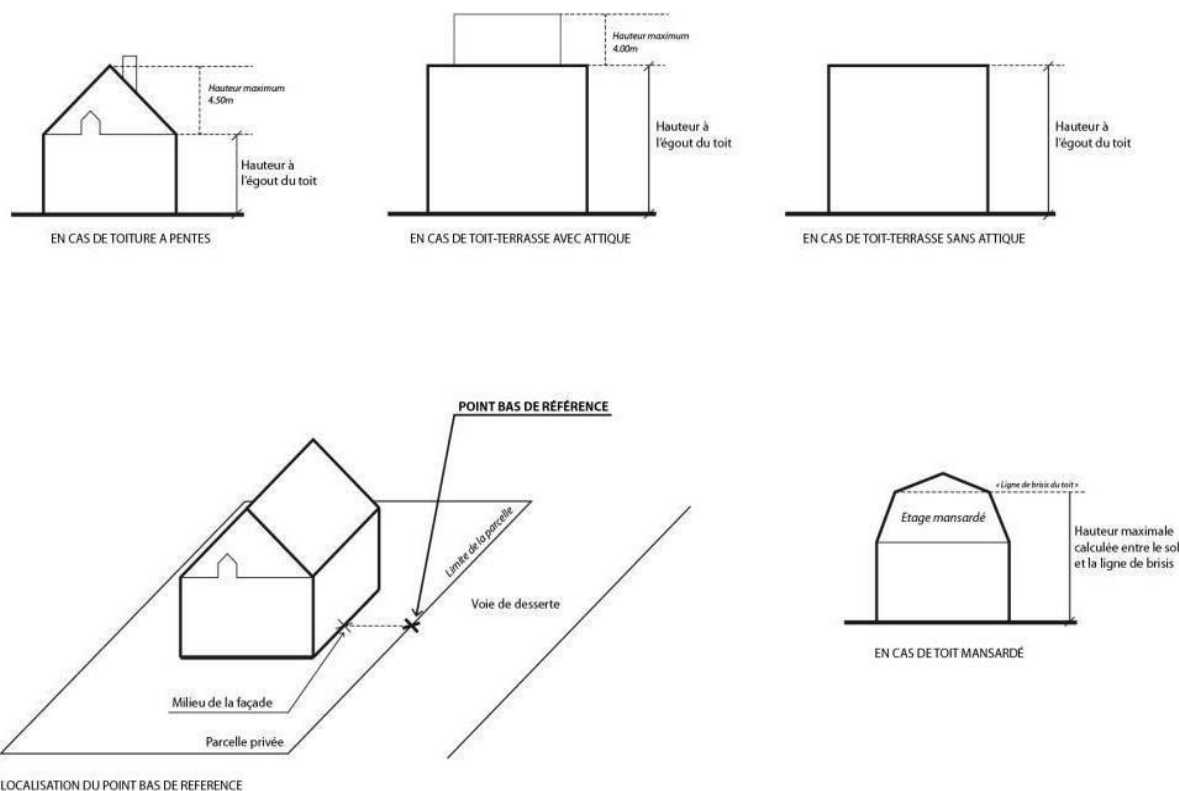 Hauteur maximum
4.50m
Hauteur à
l'égout du toit
EN CAS DE TOITURE A PENTES
Hauteur maximum
4.00m
Hauteur à
l'égout du toit
EN CAS DE TOIT-TERRASSE AVEC ATTIQUE
Hauteur à
l'égout du toit
EN CAS DE TOIT-TERRASSE SANS ATTIQUE
POINT BAS DE RÉFÉRENCE
Limite de la parcelle
Voie de desserte
Milieu de la façade
Parcelle privée
LOCALISATION DU POINT BAS DE REFERENCE
« Ligne de brisis du toit »
Etage mansardé
Hauteur maximale
calculée entre le sol
et la ligne de brisis
EN CAS DE TOIT MANSARDÉ